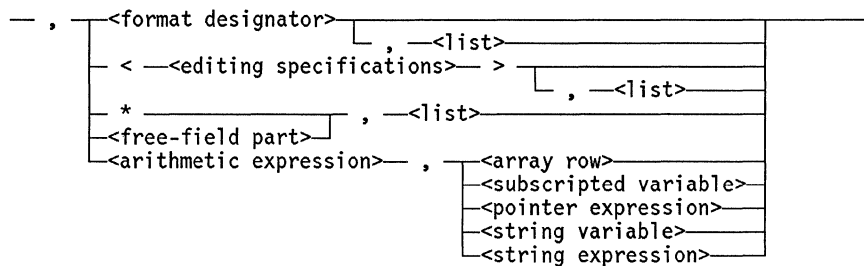 , <format designator>
, <list>
< <editing specifications> >
, <list>
* , <list>
<free-field part>
<arithmetic expression> , <array row>
<subscripted variable>
<pointer expression>
<string variable>
<string expression>